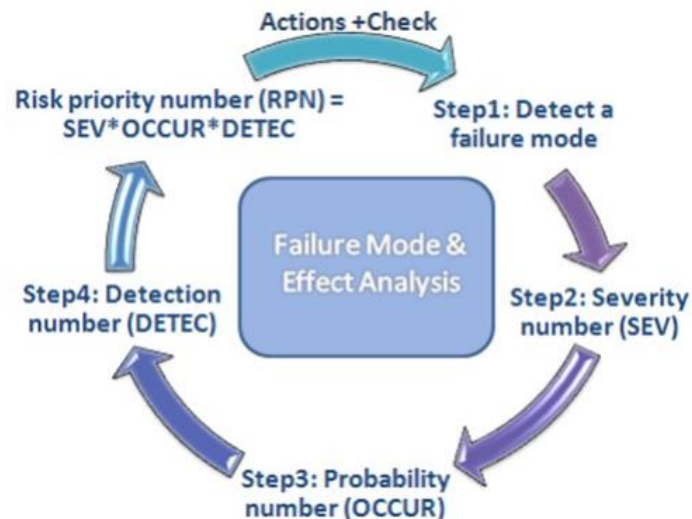 Actions +Check
Risk priority number (RPN) =
SEV*OCCUR*DETEC
Step1: Detect a
failure mode
Failure Mode &
Effect Analysis
Step2: Severity
number (SEV)
Step3: Probability
number (OCCUR)
Step4: Detection
number (DETEC)